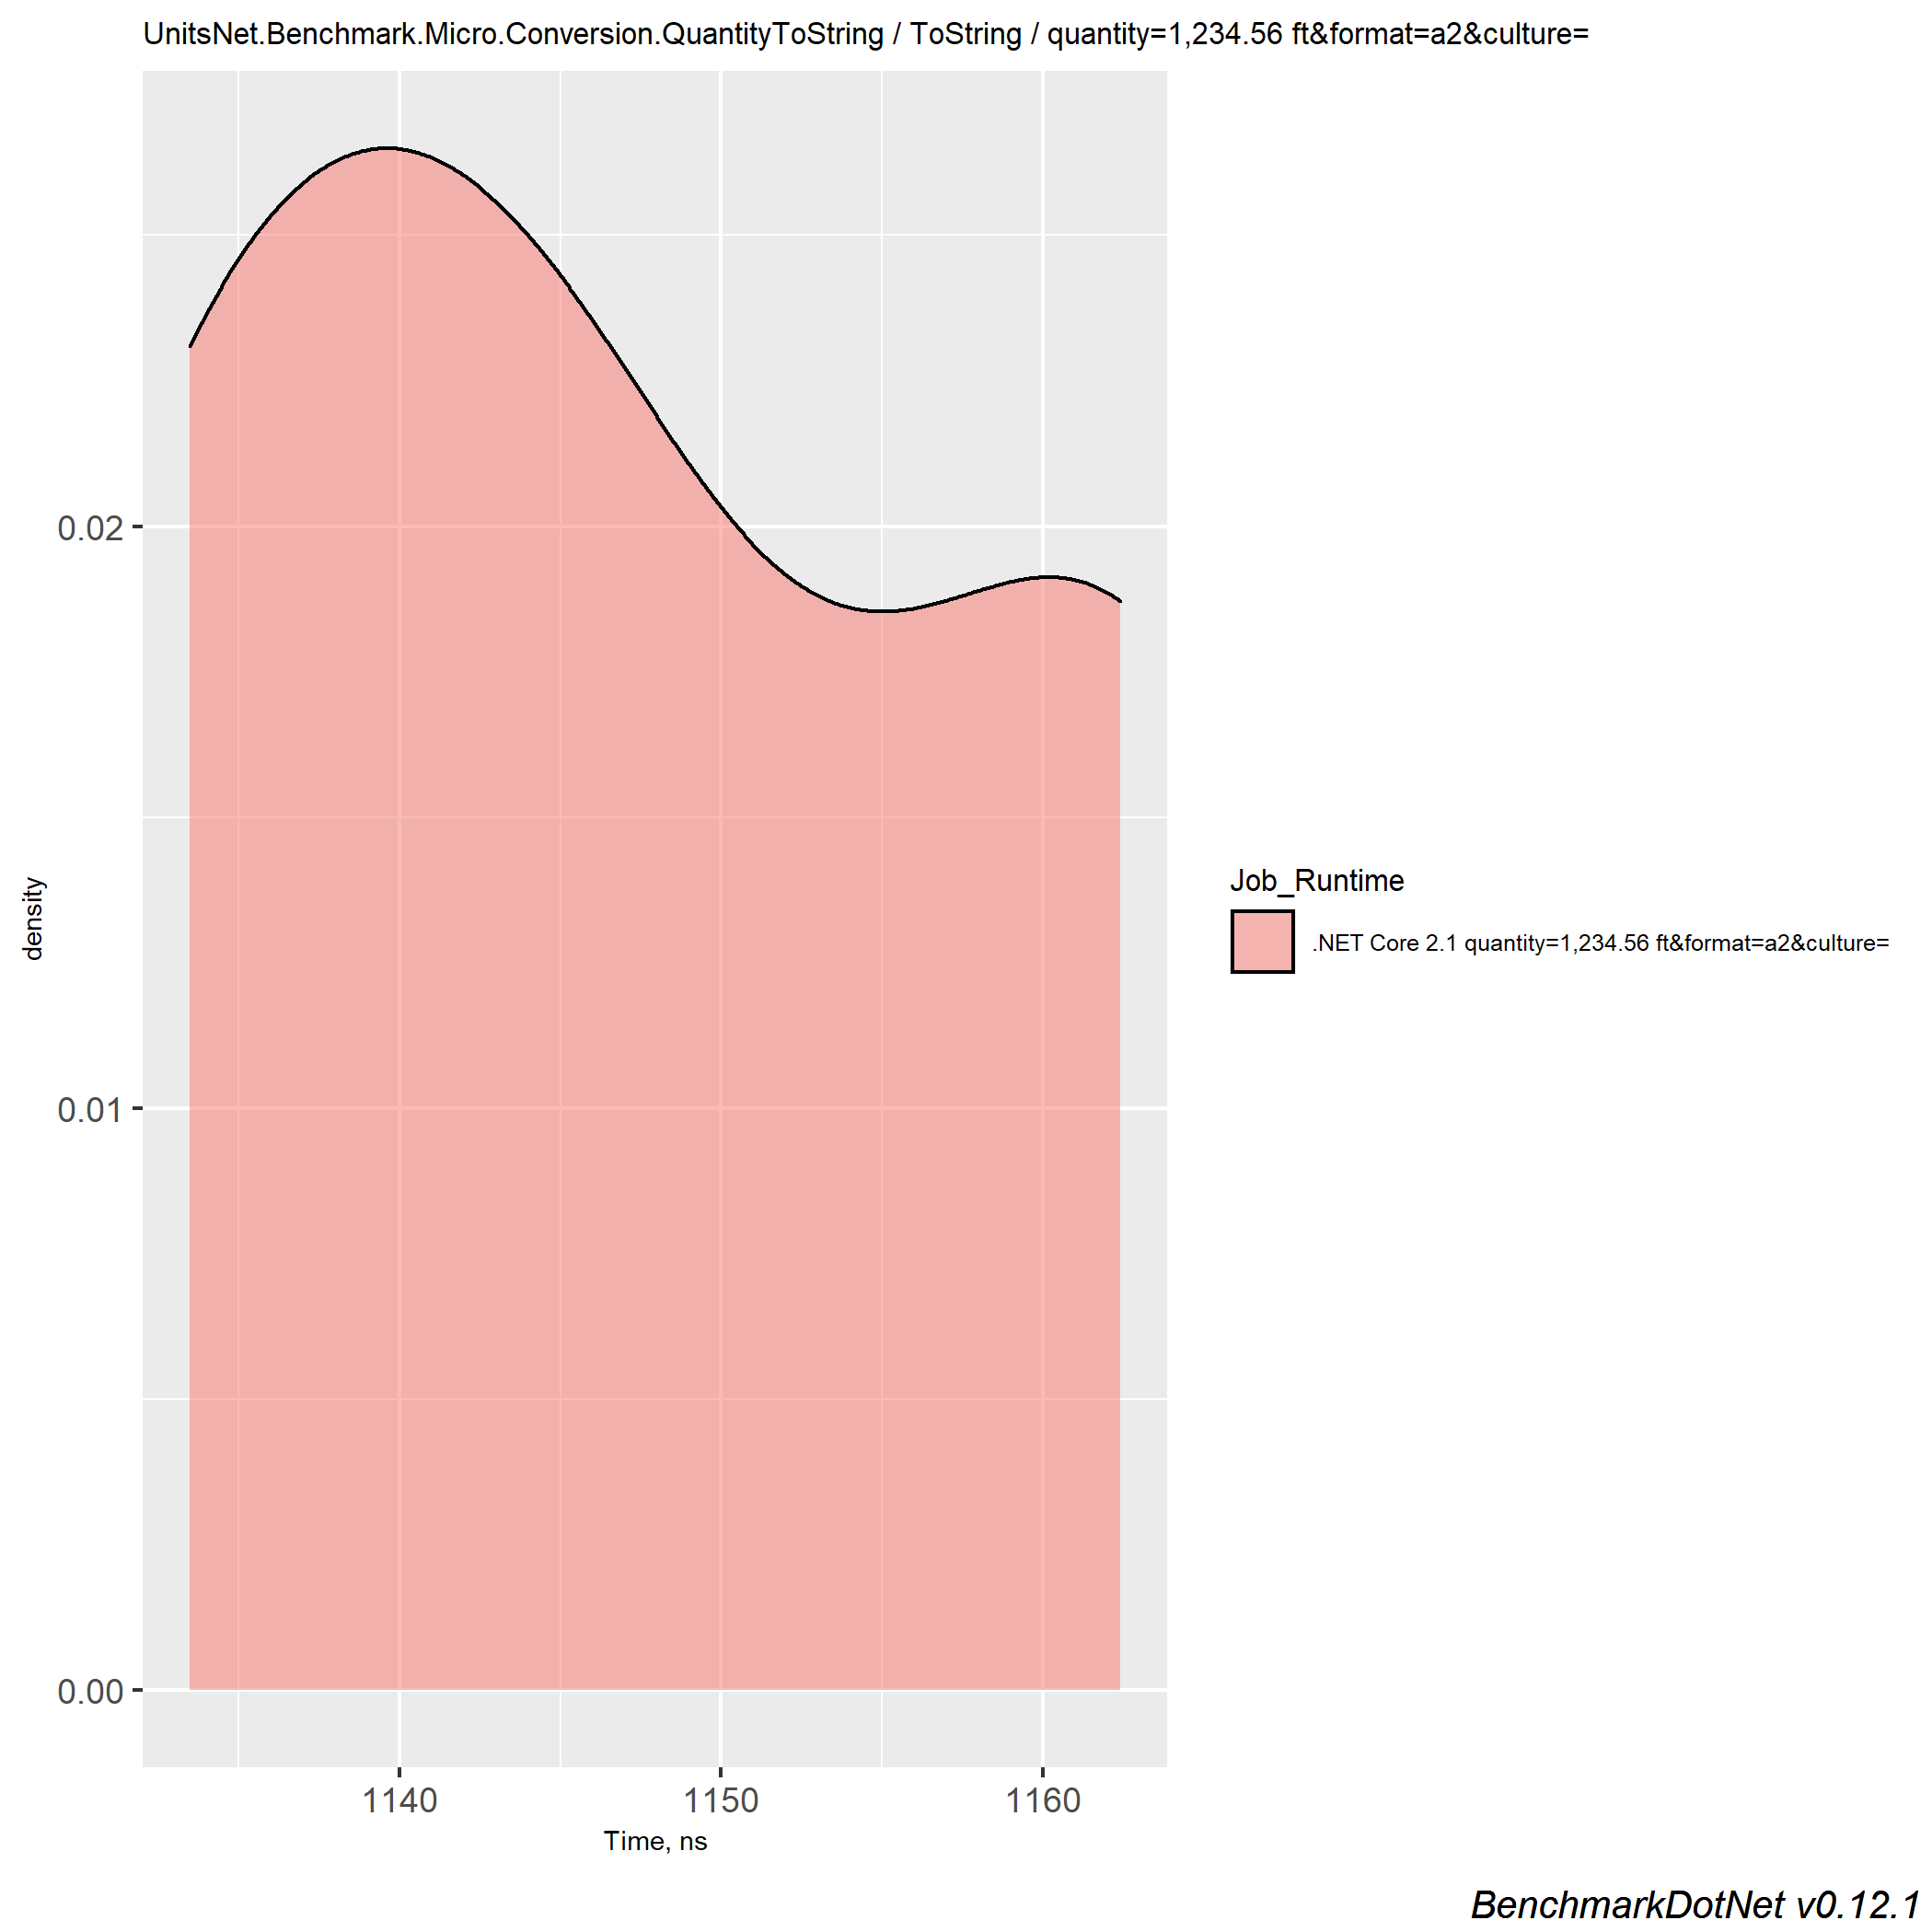 UnitsNet.Benchmark.Micro.Conversion.QuantityToString / ToString / quantity=1,234.56 ft&format=a2&culture=
0.02
0.01
0.00
density
1140 1150 1160
Time, ns
Job_Runtime
.NET Core 2.1 quantity=1,234.56 ft&format=a2&culture=
BenchmarkDotNet v0.12.1